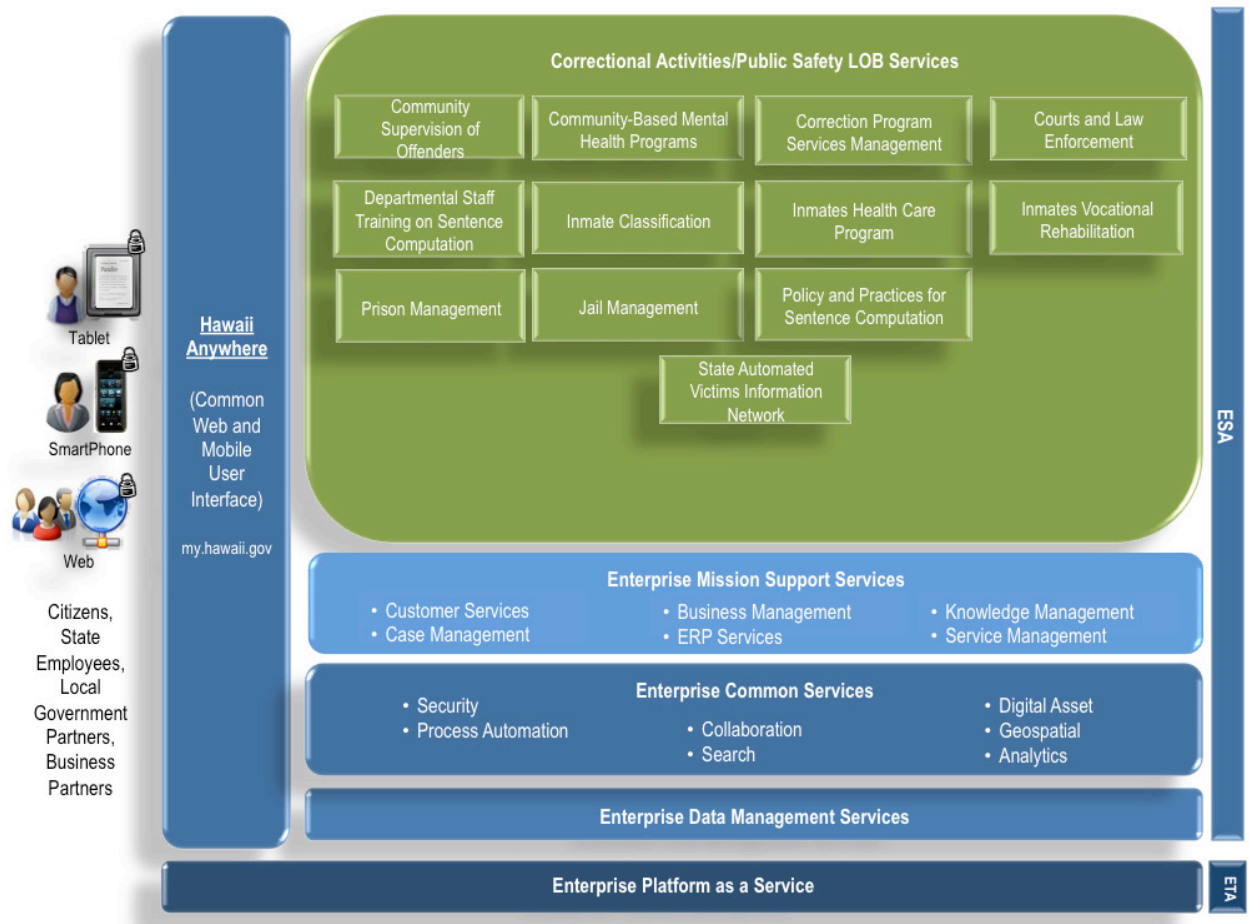 Tablet
SmartPhone
Web
Citizens,
State
Employees,
Local
Government
Partners,
Business
Partners
Hawaii
Anywhere
(Common
Web and
Mobile
User
Interface)
my.hawaii.gov
Correctional Activities/Public Safety LOB Services
Community
Supervision of
Offenders
Community-Based Mental
Health Programs
Correction Program
Services Management
Courts and Law
Enforcement
Departmental Staff
Training on Sentence
Computation
Inmate Classification
Inmates Health Care
Program
Inmates Vocational
Rehabilitation
Prison Management
Jail Management
Policy and Practices for
Sentence Computation
State Automated
Victims Information
Network
Enterprise Mission Support Services
• Customer Services
• Case Management
• Business Management
• ERP Services
• Knowledge Management
• Service Management
Enterprise Common Services
• Security
• Process Automation
• Collaboration
• Search
• Digital Asset
• Geospatial
• Analytics
Enterprise Data Management Services
Enterprise Platform as a Service
ESA
ETA